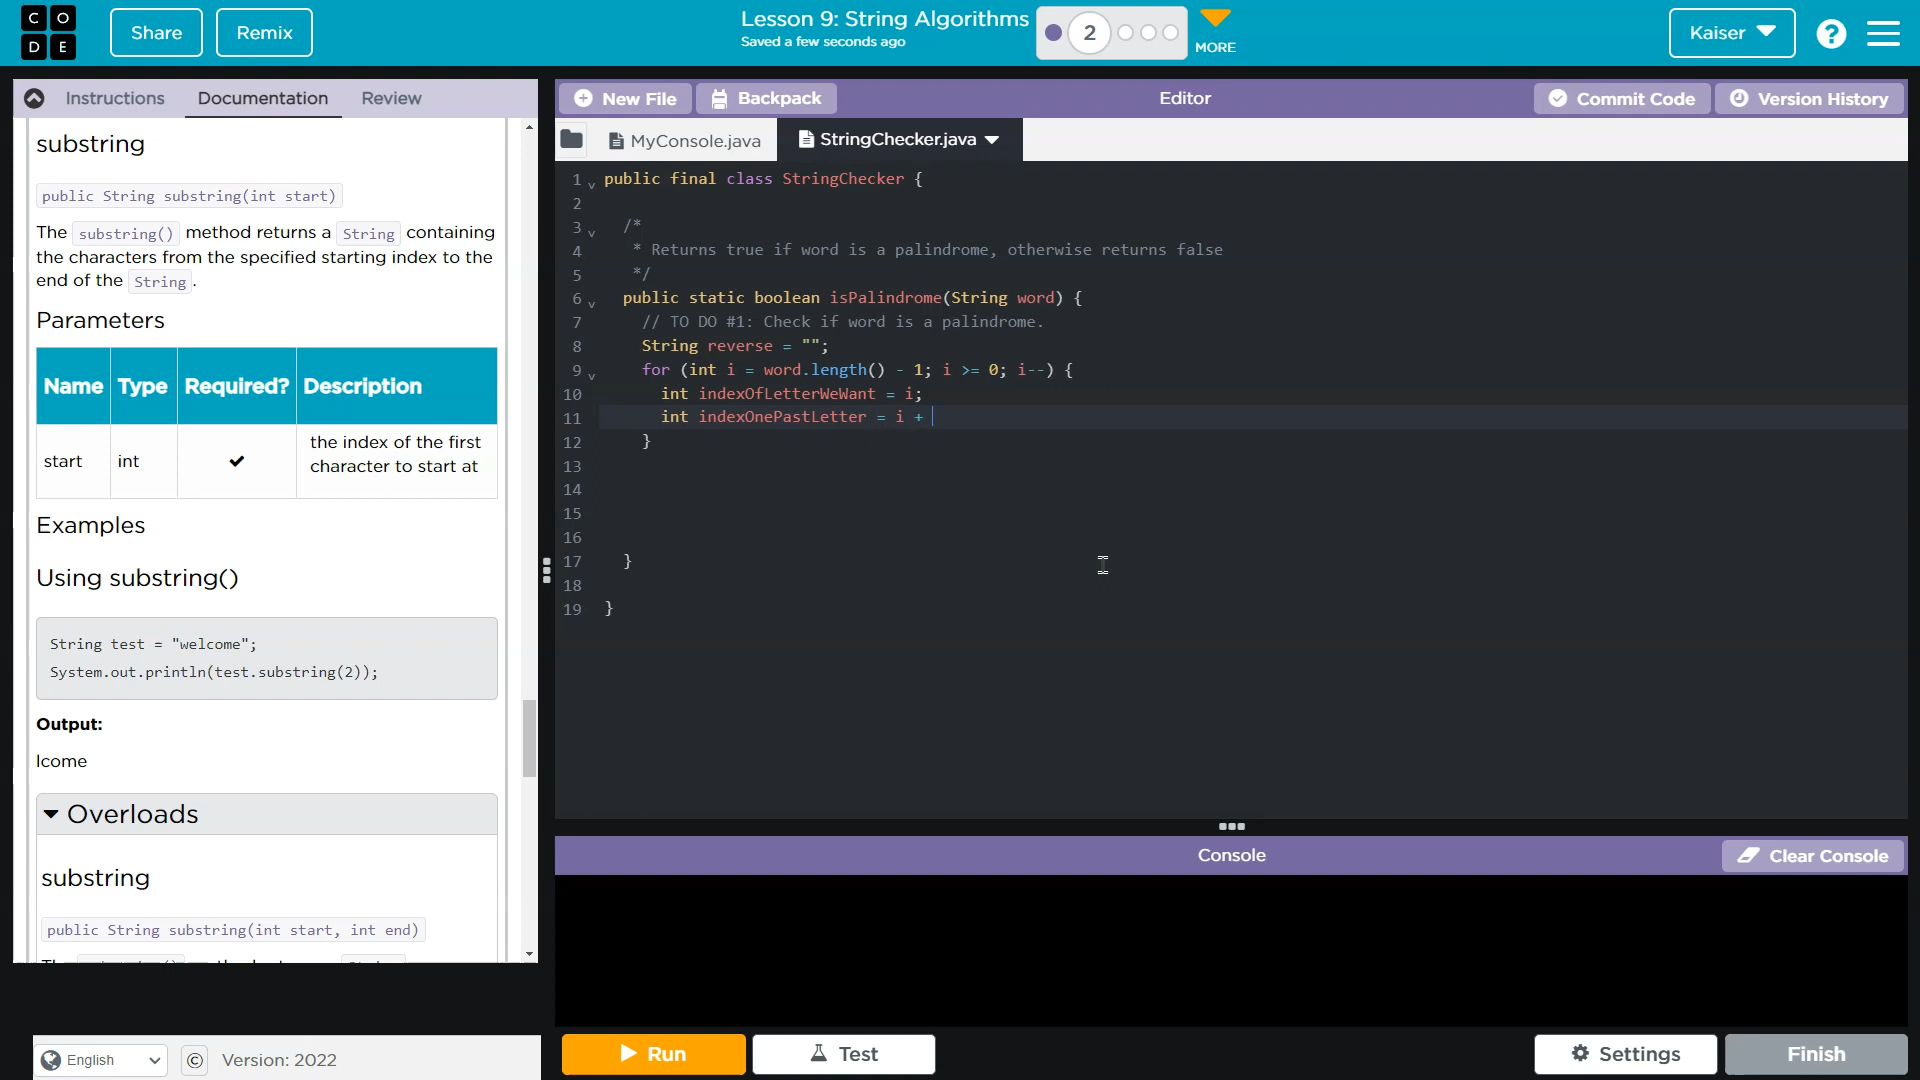 C O
D E
Share
Remix
Lesson 9: String Algorithms
Saved a few seconds ago
2
MORE
Kaiser
?
Instructions
Documentation
Review
substring
public String substring(int start)
The substring() method returns a String containing
the characters from the specified starting index to the
end of the String.
Parameters
Name Type Required? Description
start int the index of the first
character to start at
Examples
Using substring()
String test = "welcome";
System.out.println(test.substring(2));
Output:
lcome
Overloads
substring
public String substring(int start, int end)
English
©
Version: 2022
New File
Backpack
Editor
Commit Code
Version History
MyConsole.java
StringChecker.java
1 public final class StringChecker {
2
3 /*
4 * Returns true if word is a palindrome, otherwise returns false
5 */
6 public static boolean isPalindrome(String word) {
7 // TO DO #1: Check if word is a palindrome.
8 String reverse = "";
9 for (int i = word.length() - 1; i >= 0; i--) {
10 int indexOfLetterWeWant = i;
11 int indexOnePastLetter = i +
12 }
13
14
15
16
17 }
18
19 }
Console
Clear Console
Run
Test
Settings
Finish